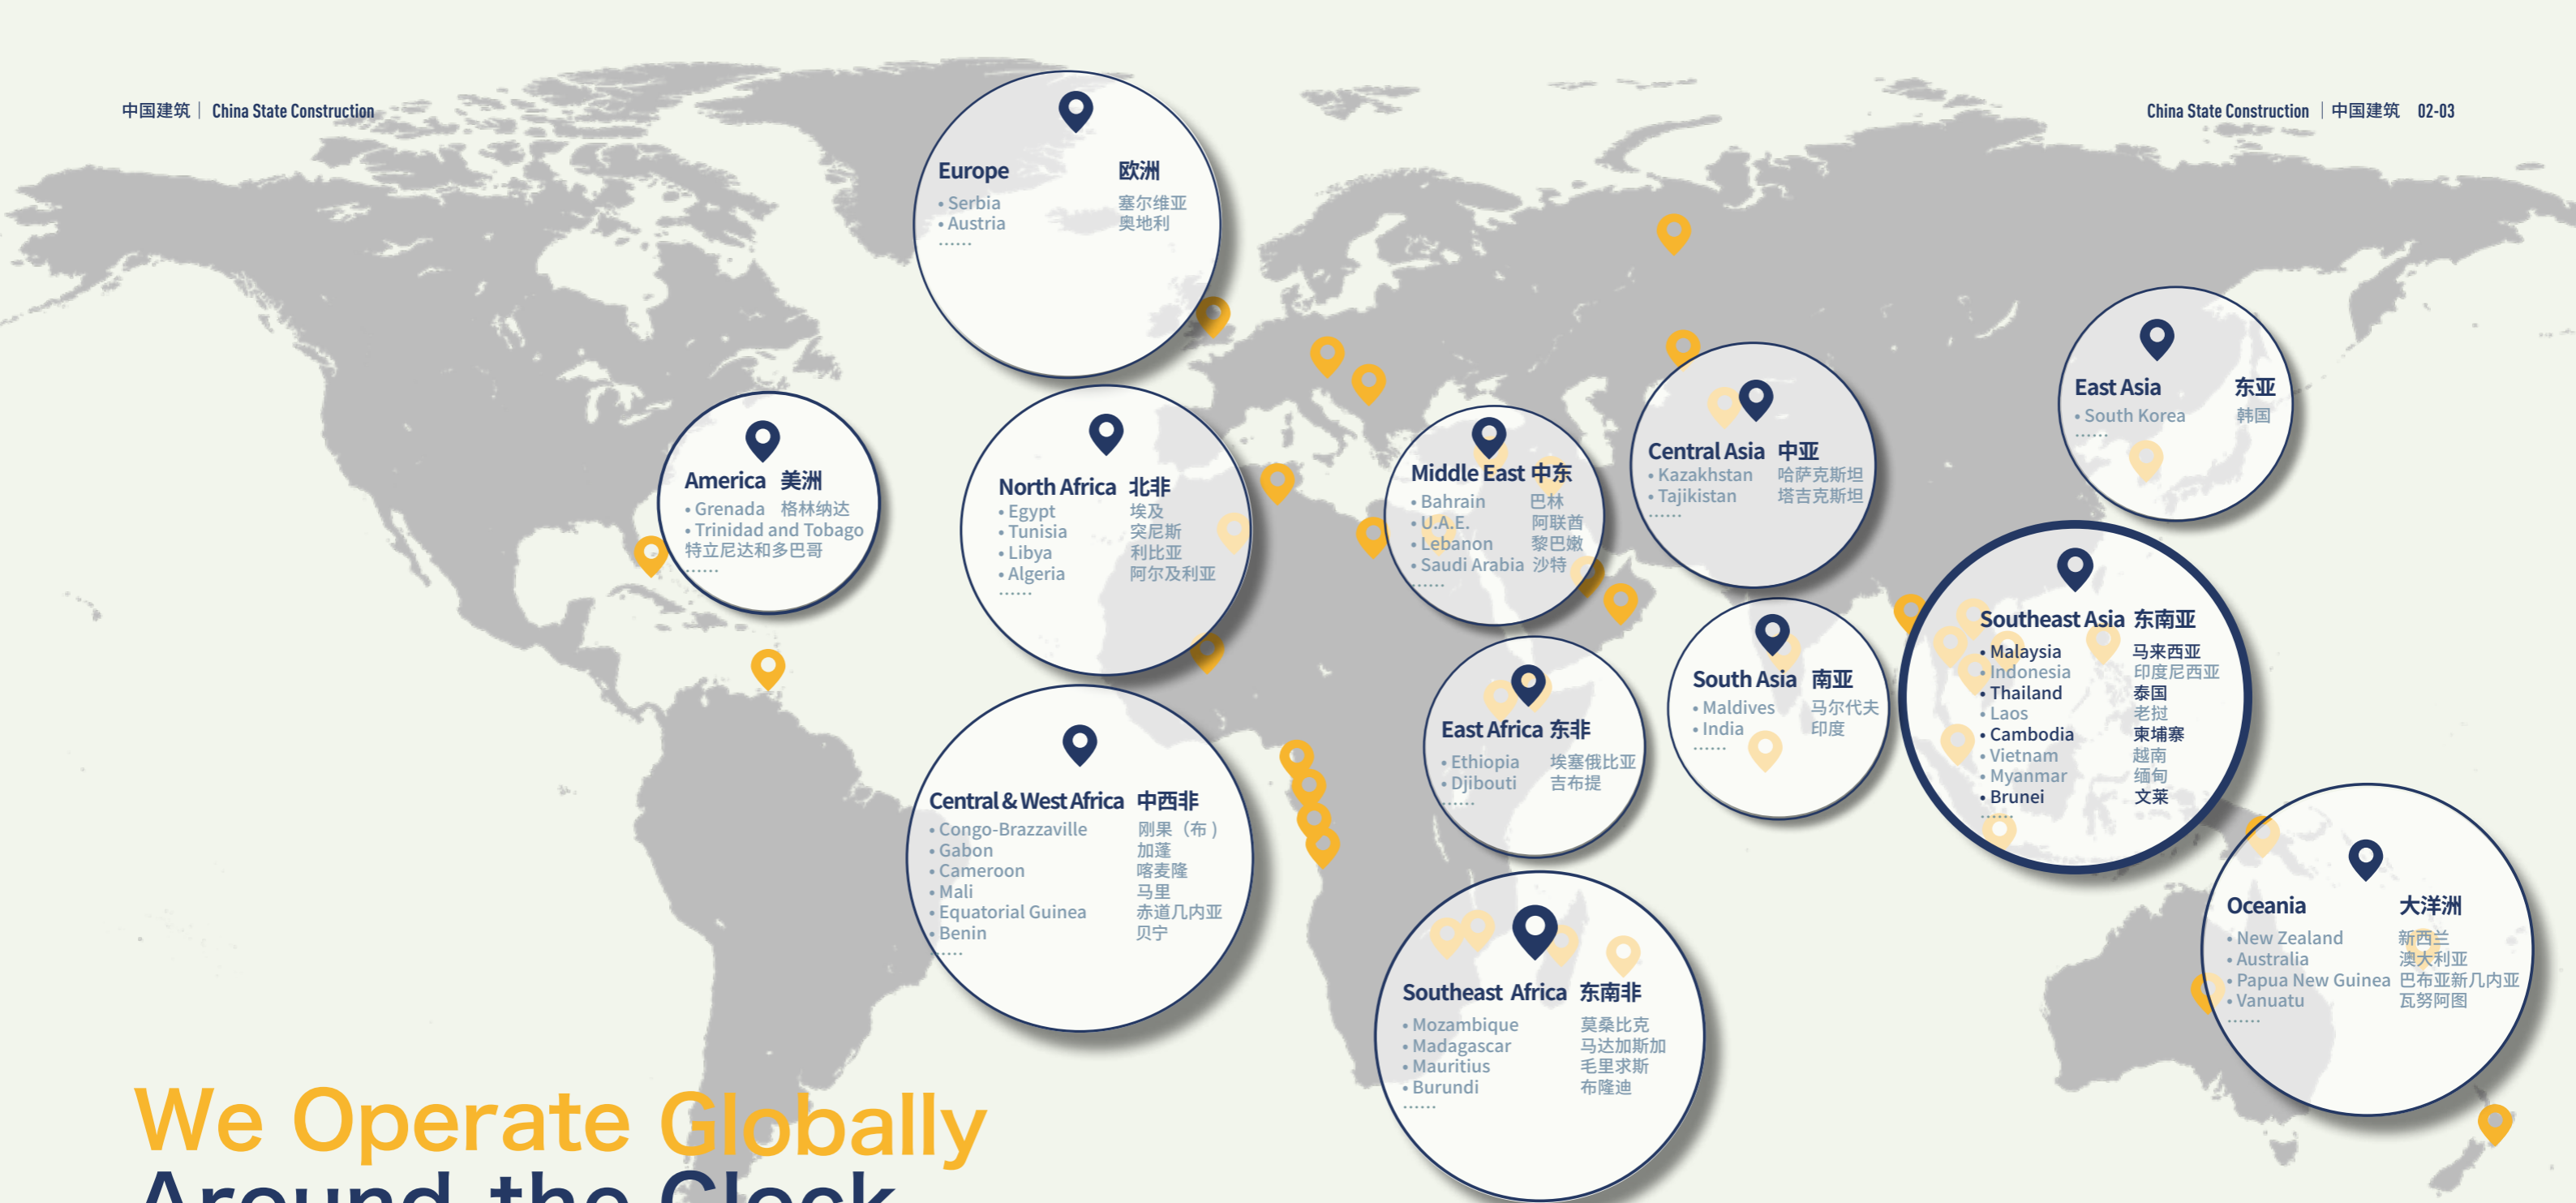 中国建筑 | China State Construction
China State Construction | 中国建筑 02-03
Europe 欧洲
• Serbia 塞尔维亚
• Austria 奥地利
......
America 美洲
• Grenada 格林纳达
• Trinidad and Tobago
特立尼达和多巴哥
......
North Africa 北非
• Egypt 埃及
• Tunisia 突尼斯
• Libya 利比亚
• Algeria 阿尔及利亚
......
Middle East 中东
• Bahrain 巴林
• U.A.E. 阿联酋
• Lebanon 黎巴嫩
• Saudi Arabia 沙特
......
Central Asia 中亚
• Kazakhstan 哈萨克斯坦
• Tajikistan 塔吉克斯坦
......
East Asia 东亚
• South Korea 韩国
......
Southeast Asia 东南亚
• Malaysia 马来西亚
• Indonesia 印度尼西亚
• Thailand 泰国
• Laos 老挝
• Cambodia 柬埔寨
• Vietnam 越南
• Myanmar 缅甸
• Brunei 文莱
......
South Asia 南亚
• Maldives 马尔代夫
• India 印度
......
East Africa 东非
• Ethiopia 埃塞俄比亚
• Djibouti 吉布提
......
Central & West Africa 中西非
• Congo-Brazzaville 刚果（布）
• Gabon 加蓬
• Cameroon 喀麦隆
• Mali 马里
• Equatorial Guinea 赤道几内亚
• Benin 贝宁
......
Southeast Africa 东南非
• Mozambique 莫桑比克
• Madagascar 马达加斯加
• Mauritius 毛里求斯
• Burundi 布隆迪
......
Oceania 大洋洲
• New Zealand 新西兰
• Australia 澳大利亚
• Papua New Guinea 巴布亚新几内亚
• Vanuatu 瓦努阿图
......
We Operate Globally
Around the Clock